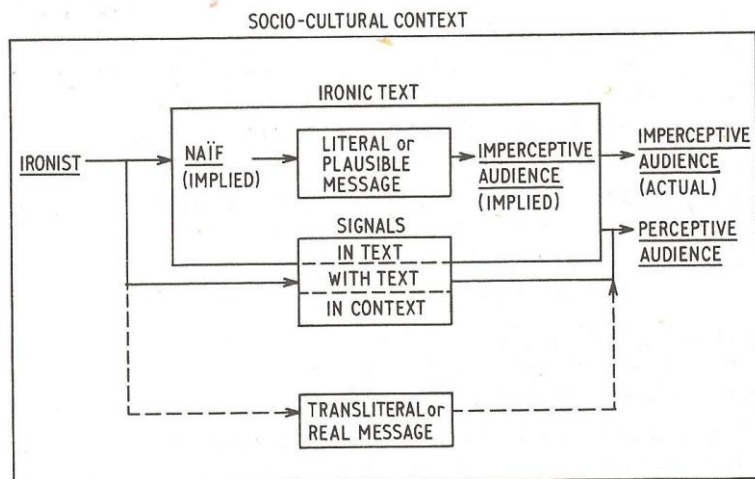 SOCIO-CULTURAL CONTEXT
IRONIC TEXT
IRONIST
NAÏF
(IMPLIED)
LITERAL or
PLAUSIBLE
MESSAGE
IMPERCEPTIVE
AUDIENCE
(IMPLIED)
IMPERCEPTIVE
AUDIENCE
(ACTUAL)
PERCEPTIVE
AUDIENCE
SIGNALS
IN TEXT
WITH TEXT
IN CONTEXT
TRANSLITERAL or
REAL MESSAGE